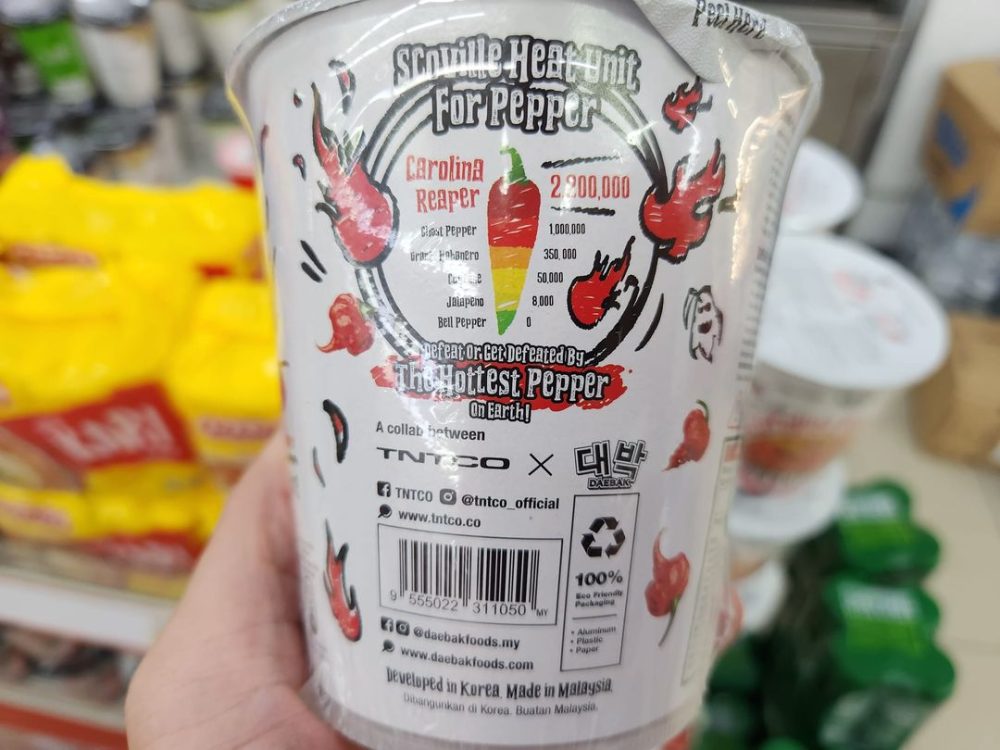 Peel Here
Scoville Heat Unit
For Pepper
Carolina
Reaper 2,200,000
Ghost Pepper 1,000,000
Habanero 350,000
50,000
Jalapeno 8,000
Bell Pepper 0
Defeat Or Get Defeated By
The Hottest Pepper
On Earth!
A collab between
TNTCO X 대박
DAEBAK
TNTCO @tntco_official
www.tntco.co
9 555022 311050 MY
100%
Eco Friendly
Packaging
• Aluminum
• Plastic
• Paper
@daebakfoods.my
www.daebakfoods.com
Developed in Korea. Made in Malaysia.
Dibangunkan di Korea. Buatan Malaysia.